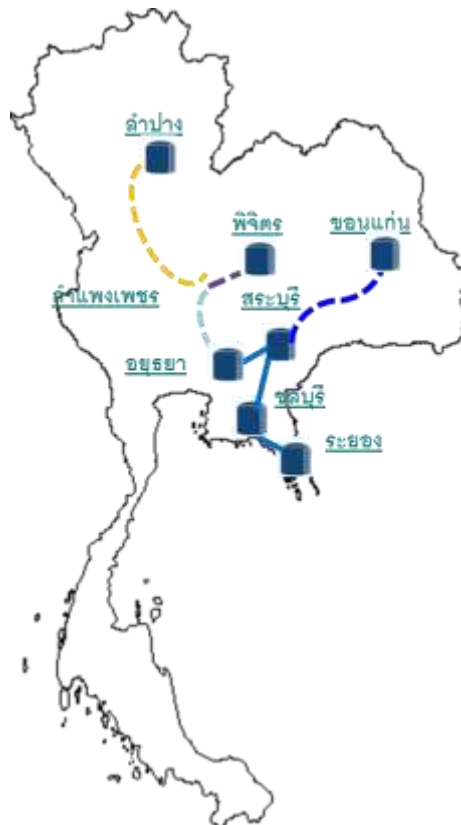 ลำปาง
พิจิตร
ขอนแก่น
กำแพงเพชร
สระบุรี
อยุธยา
ชลบุรี
ระยอง